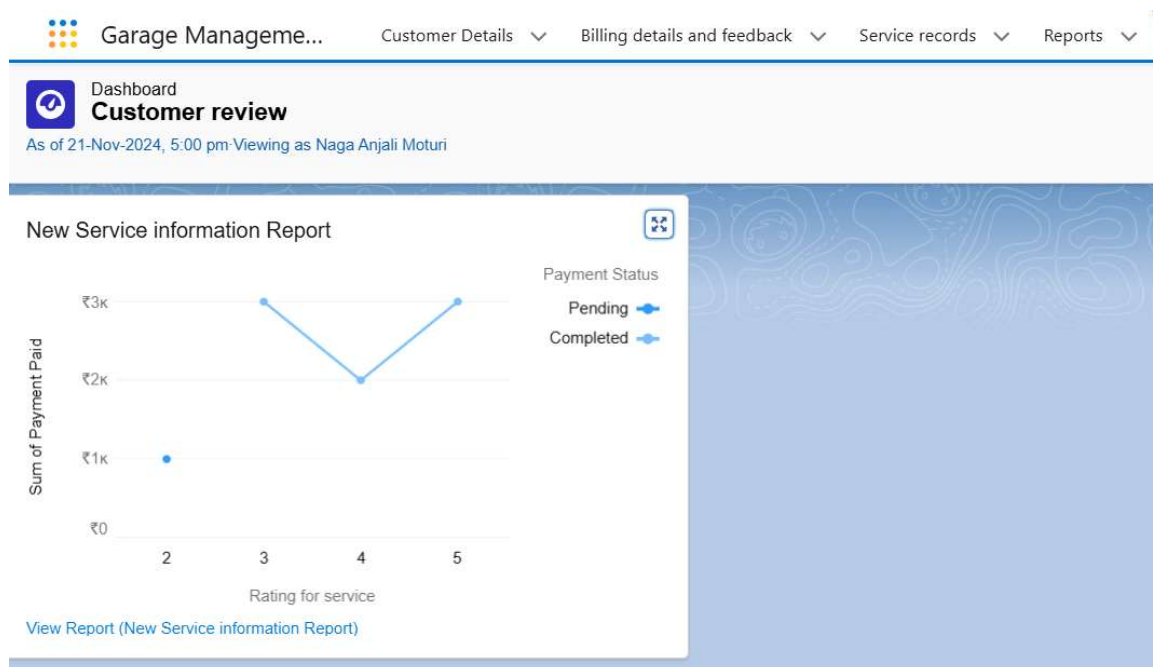 Garage Manageme... Customer Details Billing details and feedback Service records Reports
Dashboard
Customer review
As of 21-Nov-2024, 5:00 pm·Viewing as Naga Anjali Moturi
New Service information Report
Payment Status
Pending
Completed
Sum of Payment Paid
₹3K
₹2K
₹1K
₹0
2 3 4 5
Rating for service
View Report (New Service information Report)